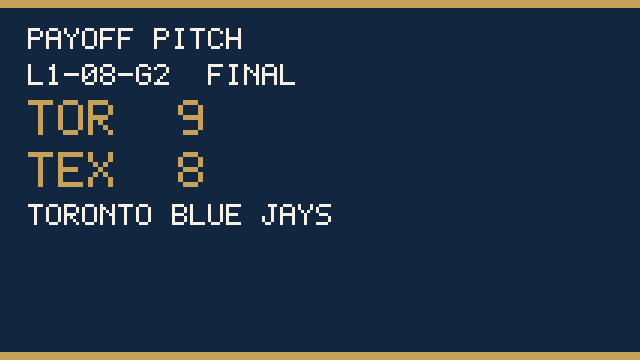 PAYOFF PITCH
L1-08-G2 FINAL
TOR 9
TEX 8
TORONTO BLUE JAYS